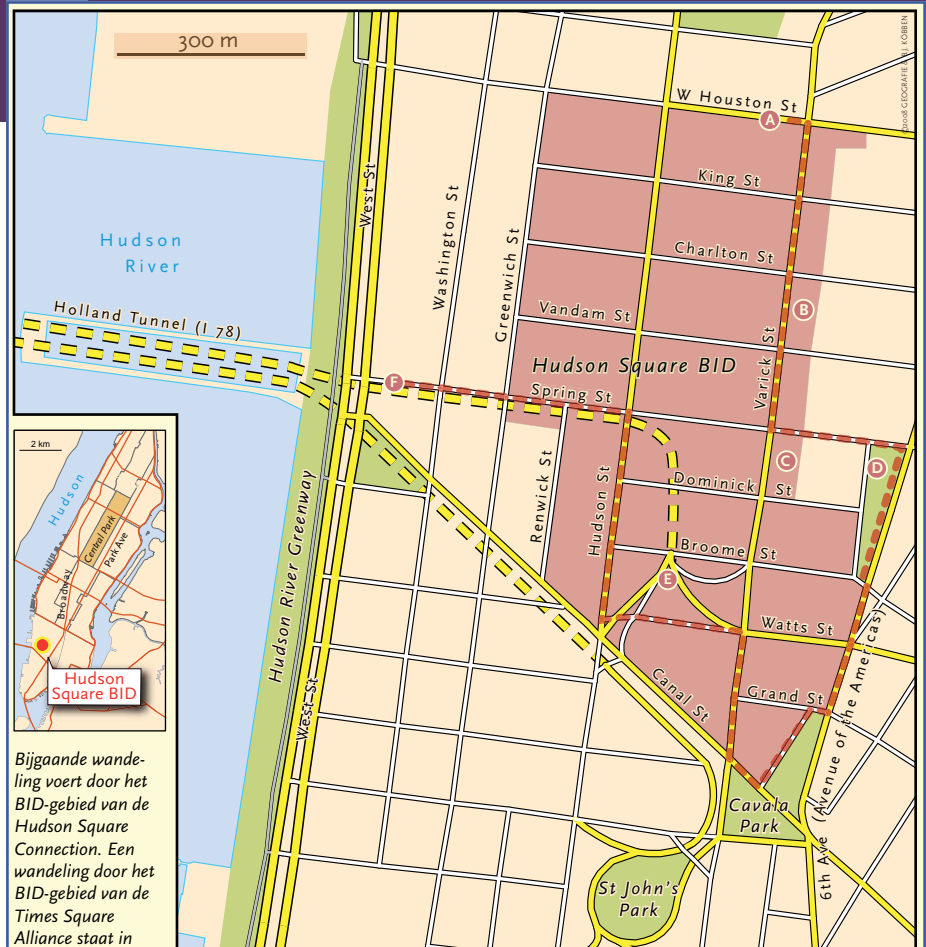 300 m
©2008 GEOGRAFIE & B.J. KÖBBEN
W Houston St
A
King St
West St
Washington St
Greenwich St
Hudson
River
Charlton St
B
Holland Tunnel (I 78)
Vandam St
Varick St
Hudson Square BID
F
Spring St
C
D
2 km
Hudson
Central Park
Park Ave
Broadway
Hudson
Square BID
Hudson River Greenway
Renwick St
Hudson St
Dominick St
Broome St
E
Watts St
Canal St
Grand St
West St
6th Ave (Avenue of the Americas)
Cavala
Park
St John's
Park
Bijgaande wande-
ling voert door het
BID-gebied van de
Hudson Square
Connection. Een
wandeling door het
BID-gebied van de
Times Square
Alliance staat in